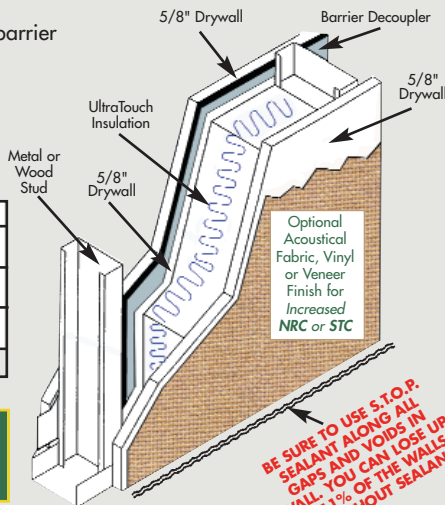 barrier
5/8" Drywall
Barrier Decoupler
UltraTouch
Insulation
5/8"
Drywall
Metal or
Wood
Stud
5/8"
Drywall
Optional
Acoustical
Fabric, Vinyl
or Veneer
Finish for
Increased
NRC or STC
BE SURE TO USE S.T.O.P.
SEALANT ALONG ALL
GAPS AND VOIDS IN
YOU CAN LOSE UP
OF THE WALLS
SEALAN